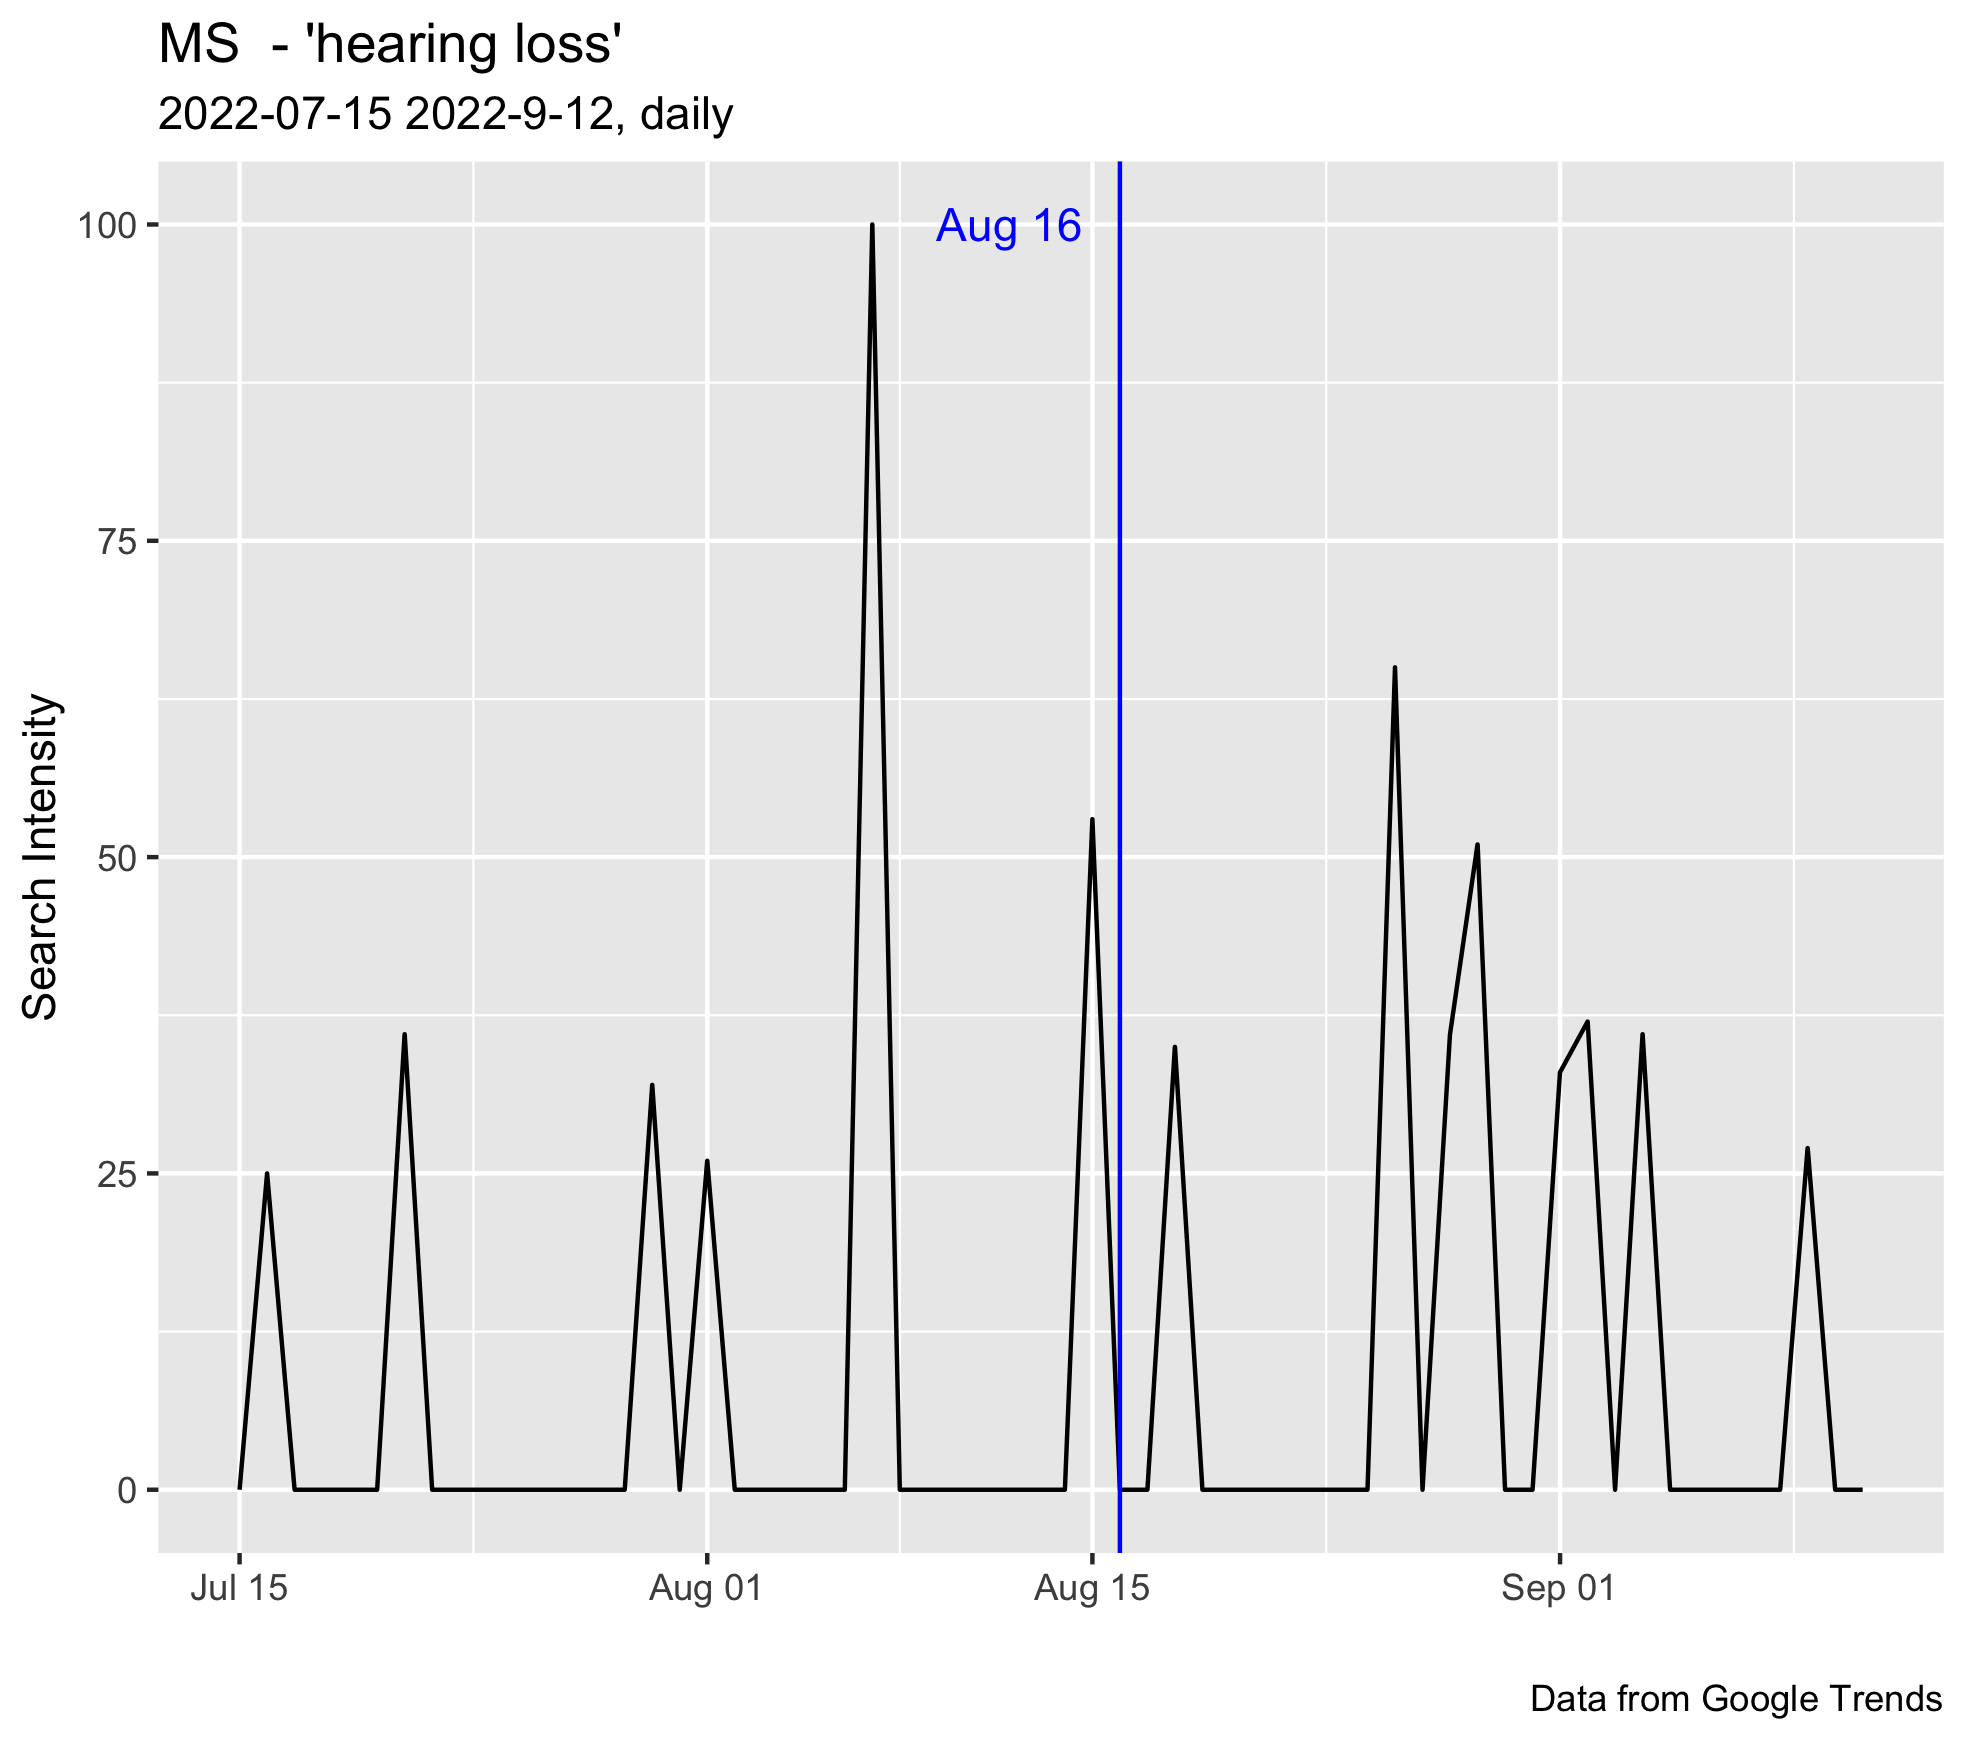 MS  - 'hearing loss'
2022-07-15 2022-9-12, daily
Aug 16
100
75
50
25
0
Search Intensity
Jul 15
Aug 01
Aug 15
Sep 01
Data from Google Trends